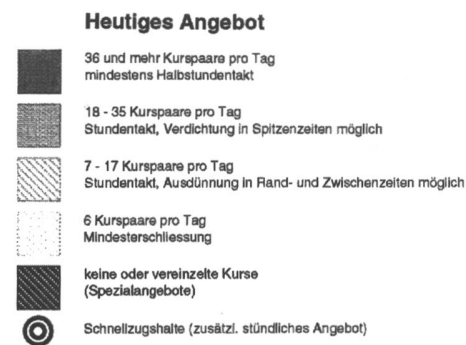 Heutiges Angebot
36 und mehr Kurspaare pro Tag
mindestens Halbstundentakt
18 - 35 Kurspaare pro Tag
Stundentakt, Verdichtung in Spitzenzeiten möglich
7 - 17 Kurspaare pro Tag
Stundentakt, Ausdünnung in Rand- und Zwischenzeiten möglich
6 Kurspaare pro Tag
Mindesterschliessung
keine oder vereinzelte Kurse
(Spezialangebote)
Schnellzugshalte (zusätzl. stündliches Angebot)